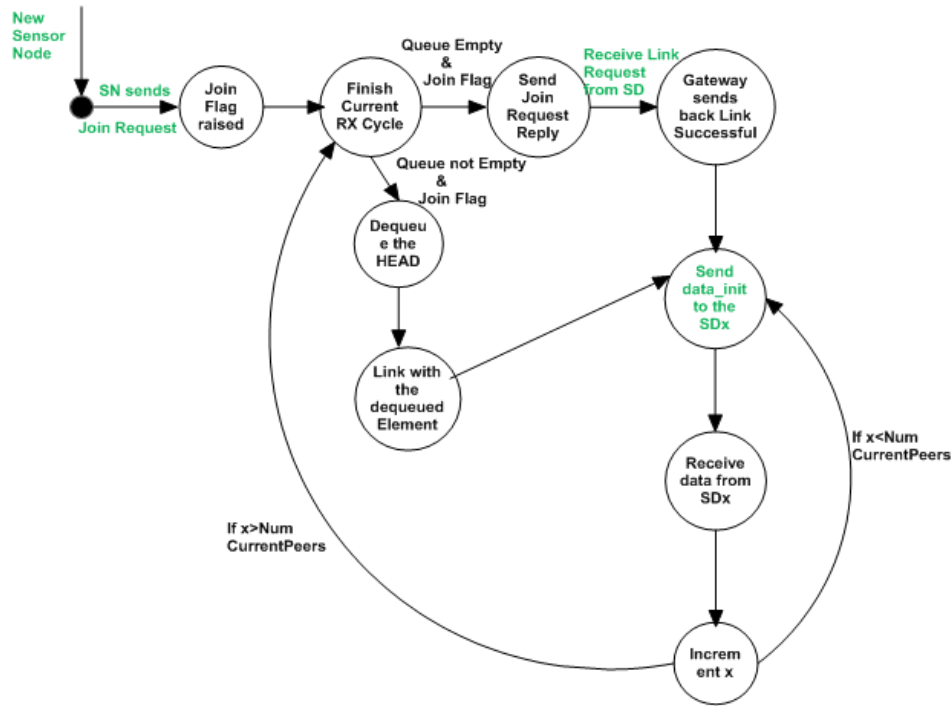 New
Sensor
Node
SN sends
Join Request
Join
Flag
raised
Finish
Current
RX Cycle
Queue Empty
&
Join Flag
Send
Join
Request
Reply
Receive Link
Request
from SD
Gateway
sends
back Link
Successful
Queue not Empty
&
Join Flag
Dequeu
e the
HEAD
Link with
the
dequeued
Element
Send
data_init
to the
SDx
Receive
data from
SDx
If x<Num
CurrentPeers
If x>Num
CurrentPeers
Increm
ent x